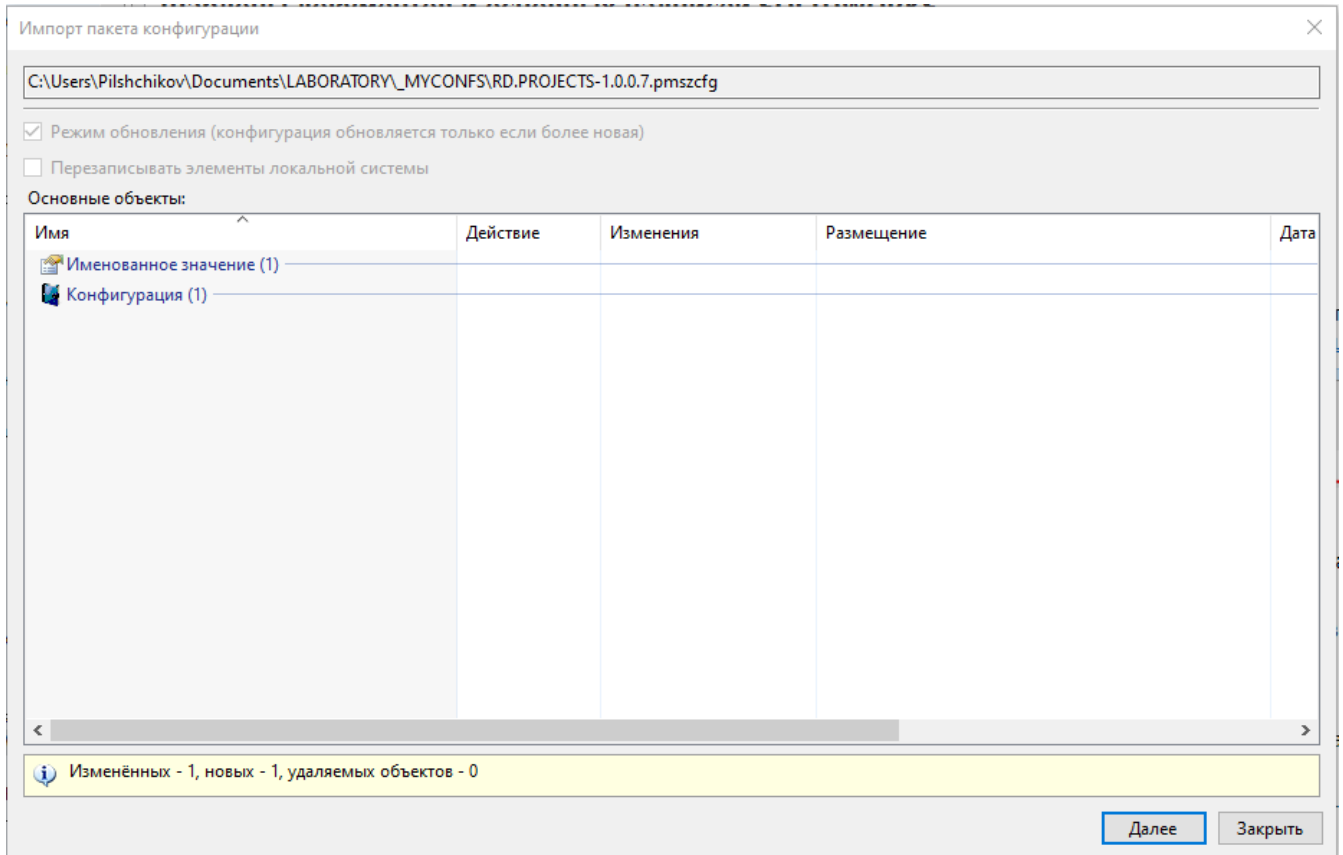 Импорт пакета конфигурации
C:\Users\Pilshchikov\Documents\LABORATORY\_MYCONFS\RD.PROJECTS-1.0.0.7.pmszcfg
Режим обновления (конфигурация обновляется только если более новая)
Перезаписывать элементы локальной системы
Основные объекты:
Имя Действие Изменения Размещение Дата
Именованное значение (1)
Конфигурация (1)
Изменённых - 1, новых - 1, удаляемых объектов - 0
Далее Закрыть